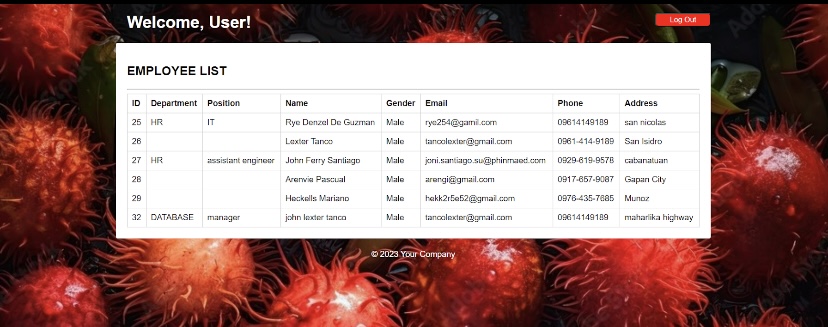 Welcome, User!
Log Out
EMPLOYEE LIST
ID Department Position Name Gender Email Phone Address
25 HR IT Rye Denzel De Guzman Male rye254@gamil.com 09614149189 san nicolas
26 Lexter Tanco Male tancolexter@gmail.com 0961-414-9189 San Isidro
27 HR assistant engineer John Ferry Santiago Male joni.santiago.su@phinmaed.com 0929-619-9578 cabanatuan
28 Arenvie Pascual Male arengi@gmail.com 0917-657-9087 Gapan City
29 Heckells Mariano Male hekk2r5e52@gmail.com 0976-435-7685 Munoz
32 DATABASE manager john lexter tanco Male tancolexter@gmail.com 09614149189 maharlika highway
© 2023 Your Company